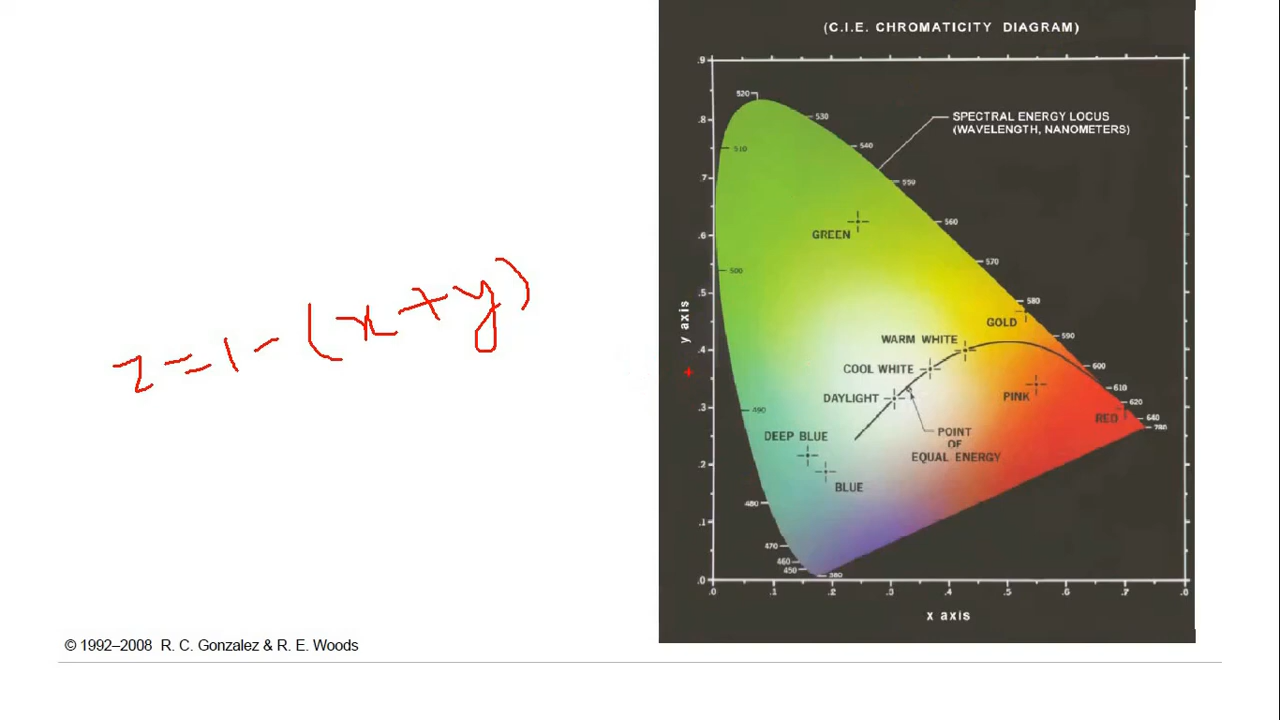 (C.I.E. CHROMATICITY DIAGRAM)
.9
520
SPECTRAL ENERGY LOCUS
(WAVELENGTH, NANOMETERS)
530
.8
540
510
.7
550
560
GREEN
.6
570
500
z=1-(x+y)
.5
580
GOLD
y axis
590
WARM WHITE
.4
COOL WHITE
600
610
PINK
DAYLIGHT
620
.3
490
RED
640
780
DEEP BLUE
POINT
OF
EQUAL ENERGY
.2
BLUE
480
.1
470
460
450
380
.0
.0 .1 .2 .3 .4 .5 .6 .7 .8
x axis
© 1992–2008 R. C. Gonzalez & R. E. Woods